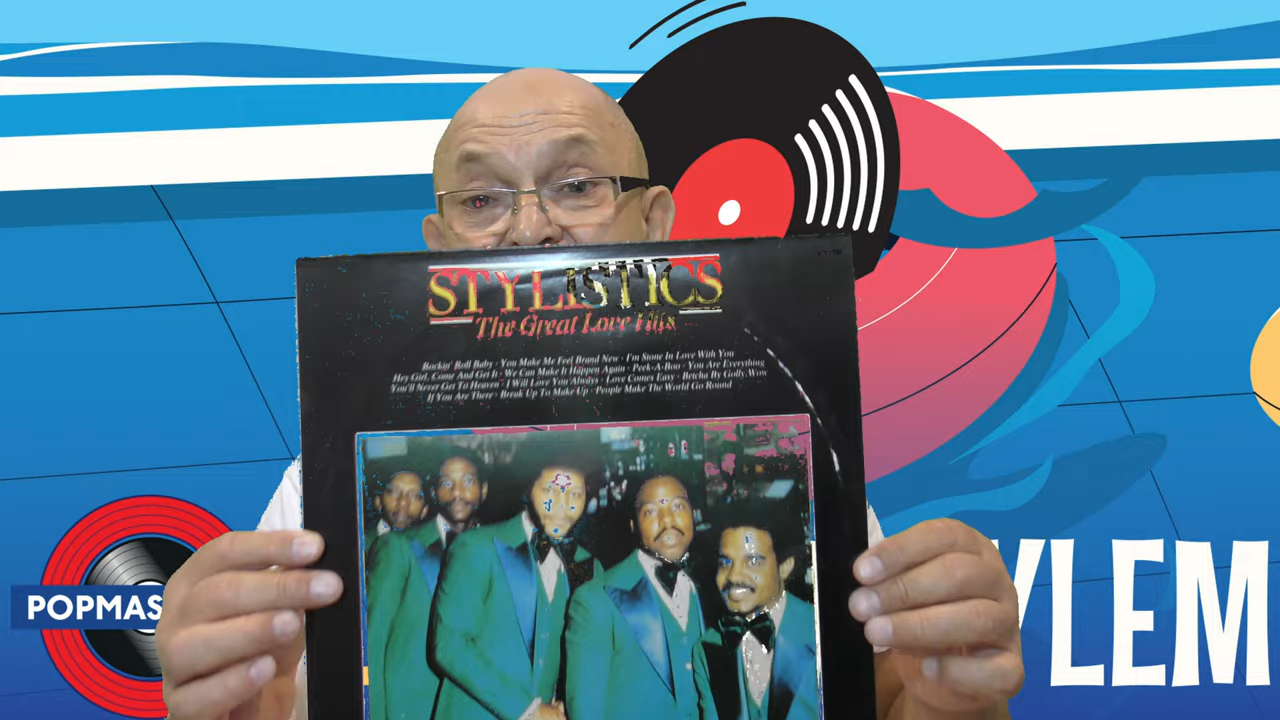 STYLISTICS
The Great Love Hits
Rockin' Roll Baby · You Make Me Feel Brand New · I'm Stone In Love With You
Hey Girl, Come And Get It · We Can Make It Happen Again · Peek-A-Boo · You Are Everything
You'll Never Get To Heaven · I Will Love You Always · Love Comes Easy · Betcha By Golly, Wow
If You Are There · Break Up To Make Up · People Make The World Go Round
POPMAS
YLEM